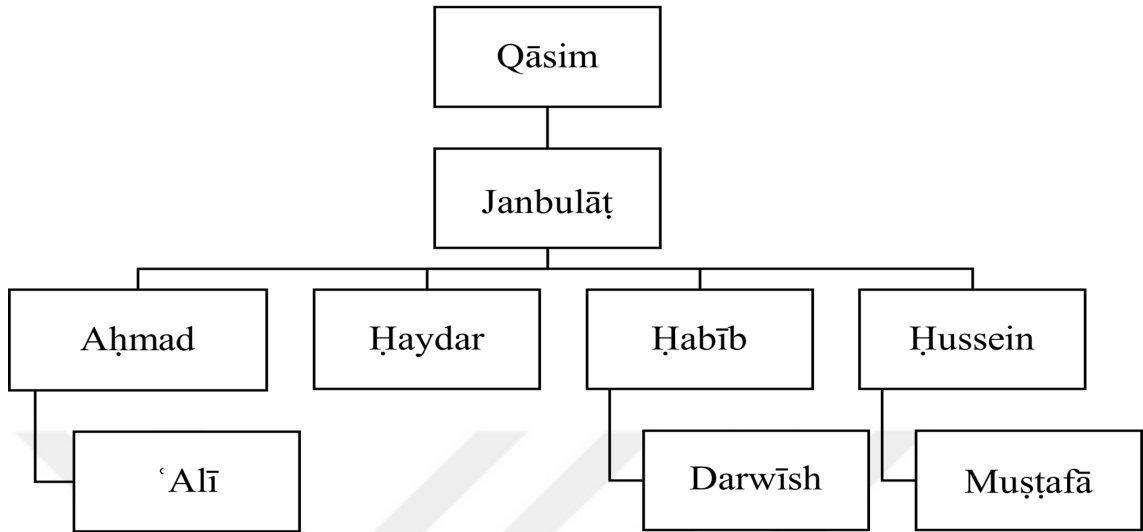 Qāsim
Janbulāṭ
Aḥmad
Ḥaydar
Ḥabīb
Ḥussein
ʿAlī
Darwīsh
Muṣṭafā